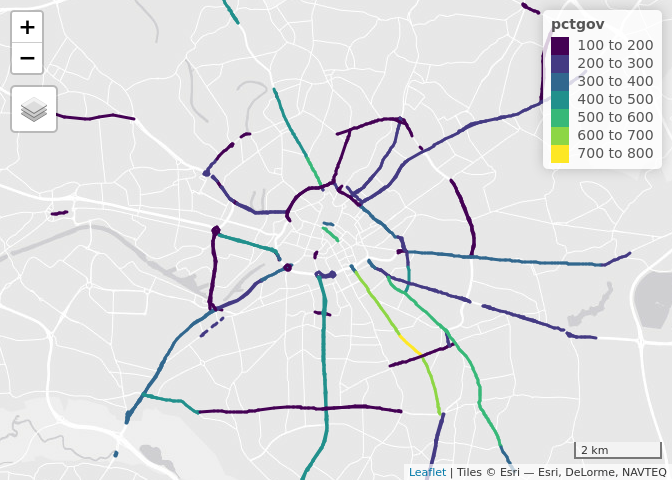 +
−
pctgov
100 to 200
200 to 300
300 to 400
400 to 500
500 to 600
600 to 700
700 to 800
2 km
Leaflet | Tiles © Esri — Esri, DeLorme, NAVTEQ